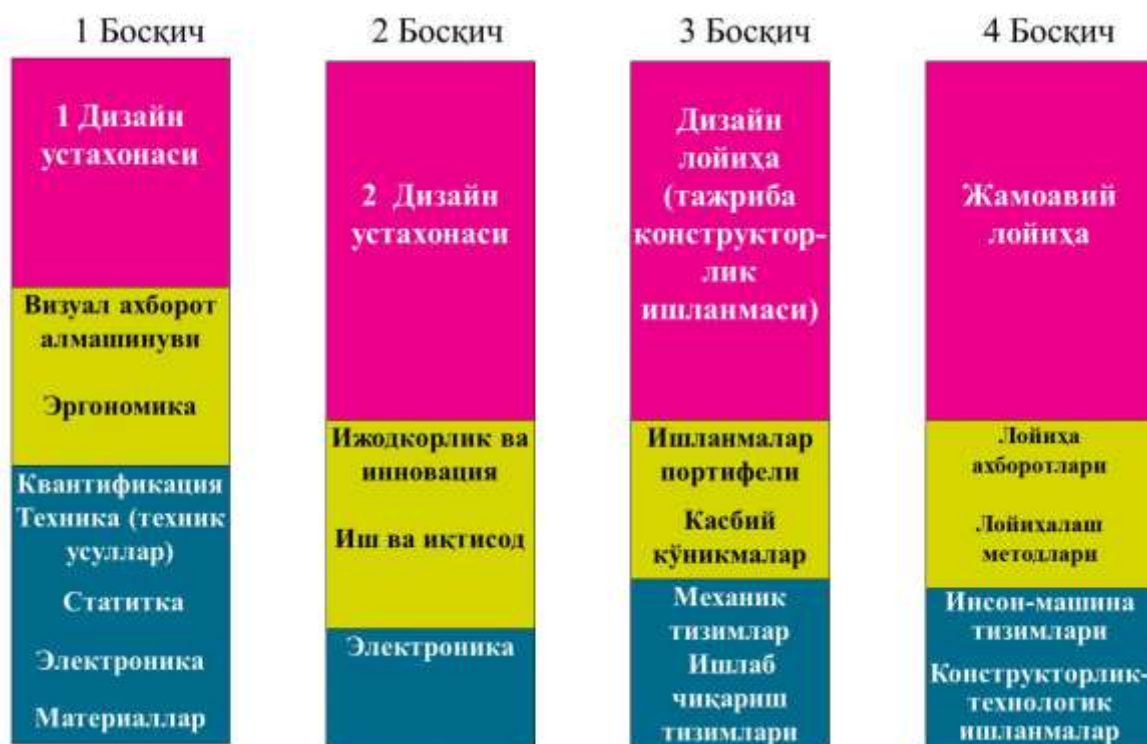 1 Босқич
1 Дизайн
устахонаси
Визуал ахборот
алмашинуви
Эргономика
Квантификация
Техника (техник
усуллар)
Статитка
Электроника
Материаллар
2 Босқич
2 Дизайн
устахонаси
Ижодкорлик ва
инновация
Иш ва иқтисод
Электроника
3 Босқич
Дизайн
лойиҳа
(тажриба
конструктор-
лик
ишланмаси)
Ишланмалар
портифели
Касбий
кўникмалар
Механик
тизимлар
Ишлаб
чиқариш
тизимлари
4 Босқич
Жамоавий
лойиҳа
Лойиҳа
ахборотлари
Лойиҳалаш
методлари
Инсон-машина
тизимлари
Конструкторлик-
технологик
ишланмалар